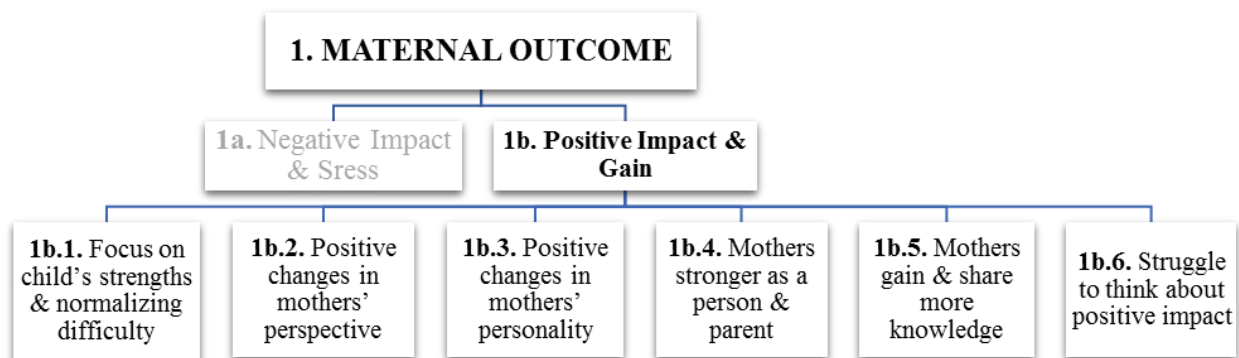 1. MATERNAL OUTCOME
1a. Negative Impact
& Sress
1b. Positive Impact &
Gain
1b.1. Focus on
child’s strengths
& normalizing
difficulty
1b.2. Positive
changes in
mothers’
perspective
1b.3. Positive
changes in
mothers’
personality
1b.4. Mothers
stronger as a
person &
parent
1b.5. Mothers
gain & share
more
knowledge
1b.6. Struggle
to think about
positive impact